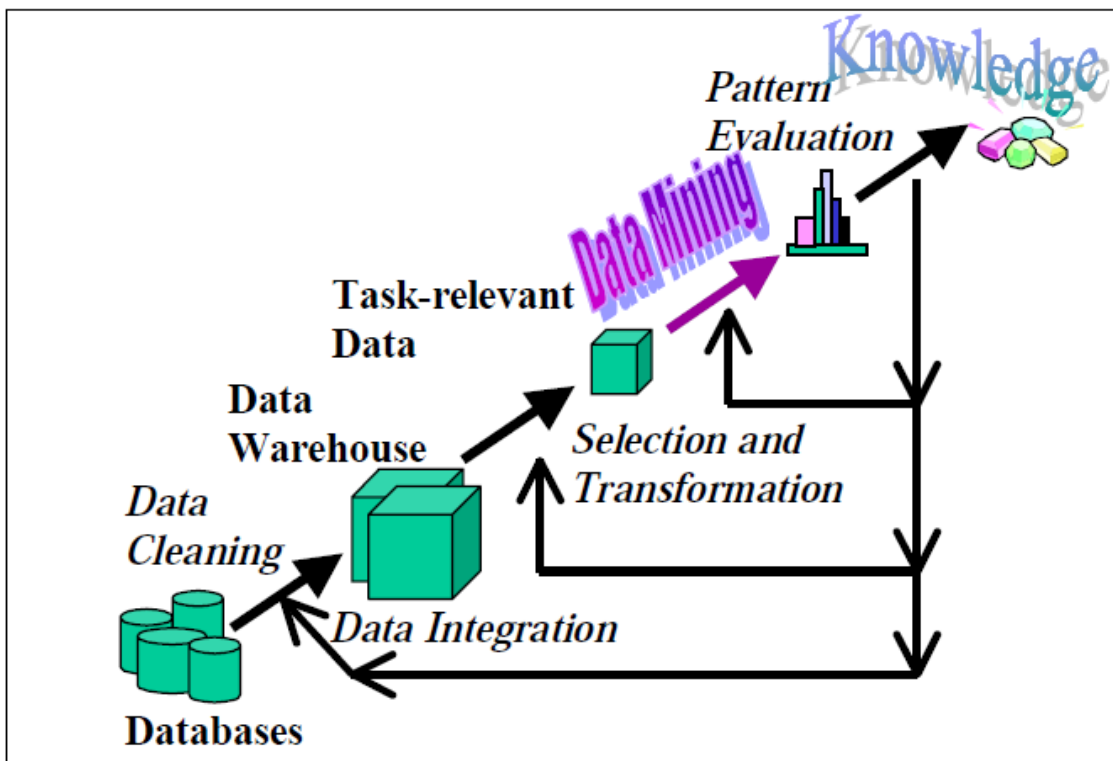 Knowledge
Pattern
Evaluation
Data Mining
Task-relevant
Data
Data
Warehouse
Selection and
Transformation
Data
Cleaning
Data Integration
Databases